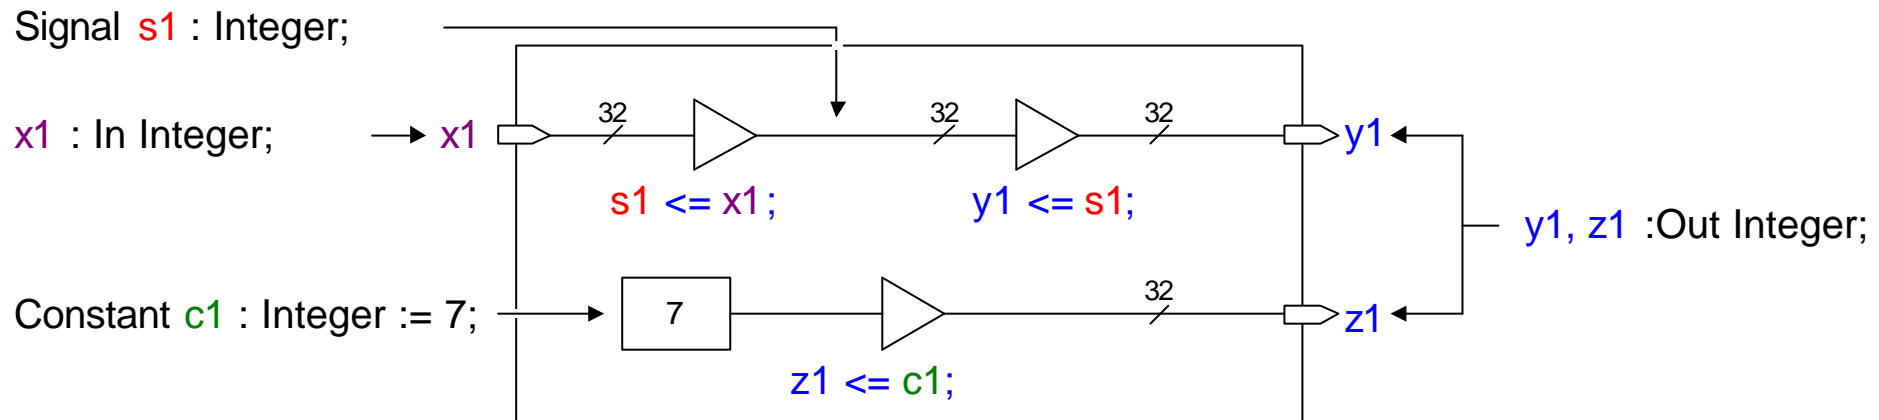 Signal s1 : Integer;
32 32 32
x1 : In Integer; x1 y1
s1 <= x1; y1 <= s1;
y1, z1 :Out Integer;
32
Constant c1 : Integer := 7; 7 z1
z1 <= c1;